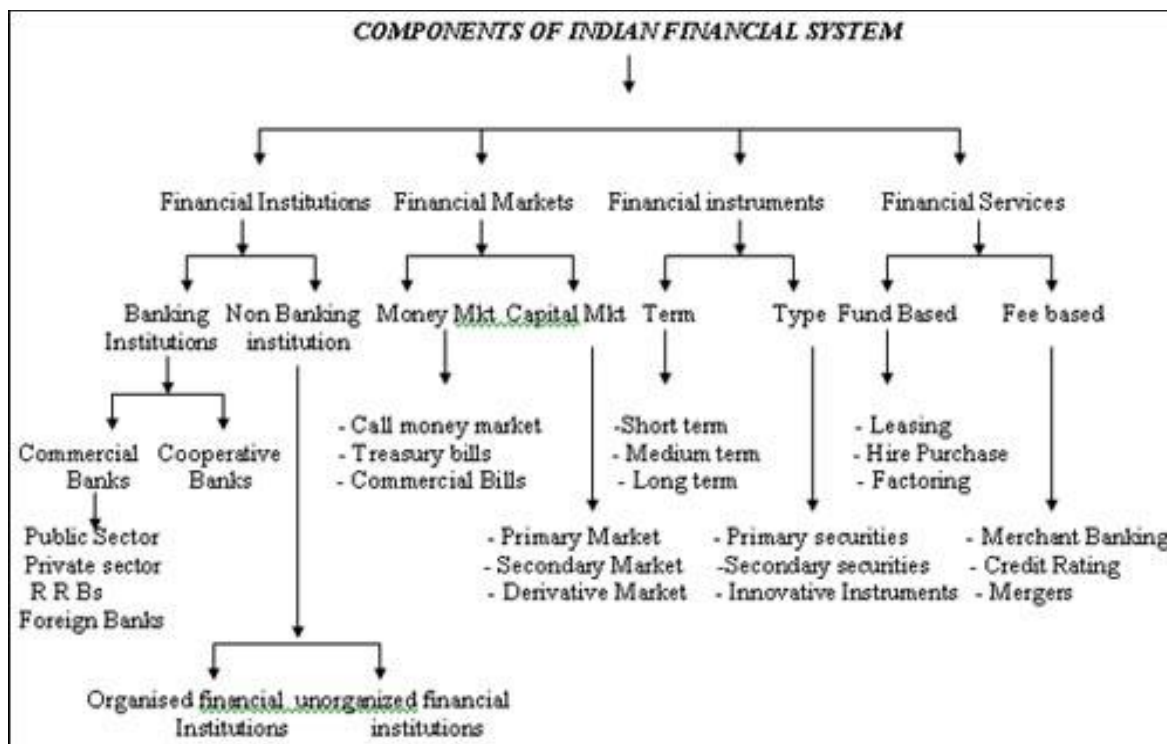 COMPONENTS OF INDIAN FINANCIAL SYSTEM
Financial Institutions
Financial Markets
Financial instruments
Financial Services
Banking
Institutions
Non Banking
institution
Money Mkt
Capital Mkt
Term
Type
Fund Based
Fee based
Commercial
Banks
Cooperative
Banks
- Call money market
- Treasury bills
- Commercial Bills
-Short term
- Medium term
- Long term
- Leasing
- Hire Purchase
- Factoring
Public Sector
Private sector
R R Bs
Foreign Banks
- Primary Market
- Secondary Market
- Derivative Market
- Primary securities
-Secondary securities
- Innovative Instruments
- Merchant Banking
- Credit Rating
- Mergers
Organised financial
Institutions
unorganized financial
institutions